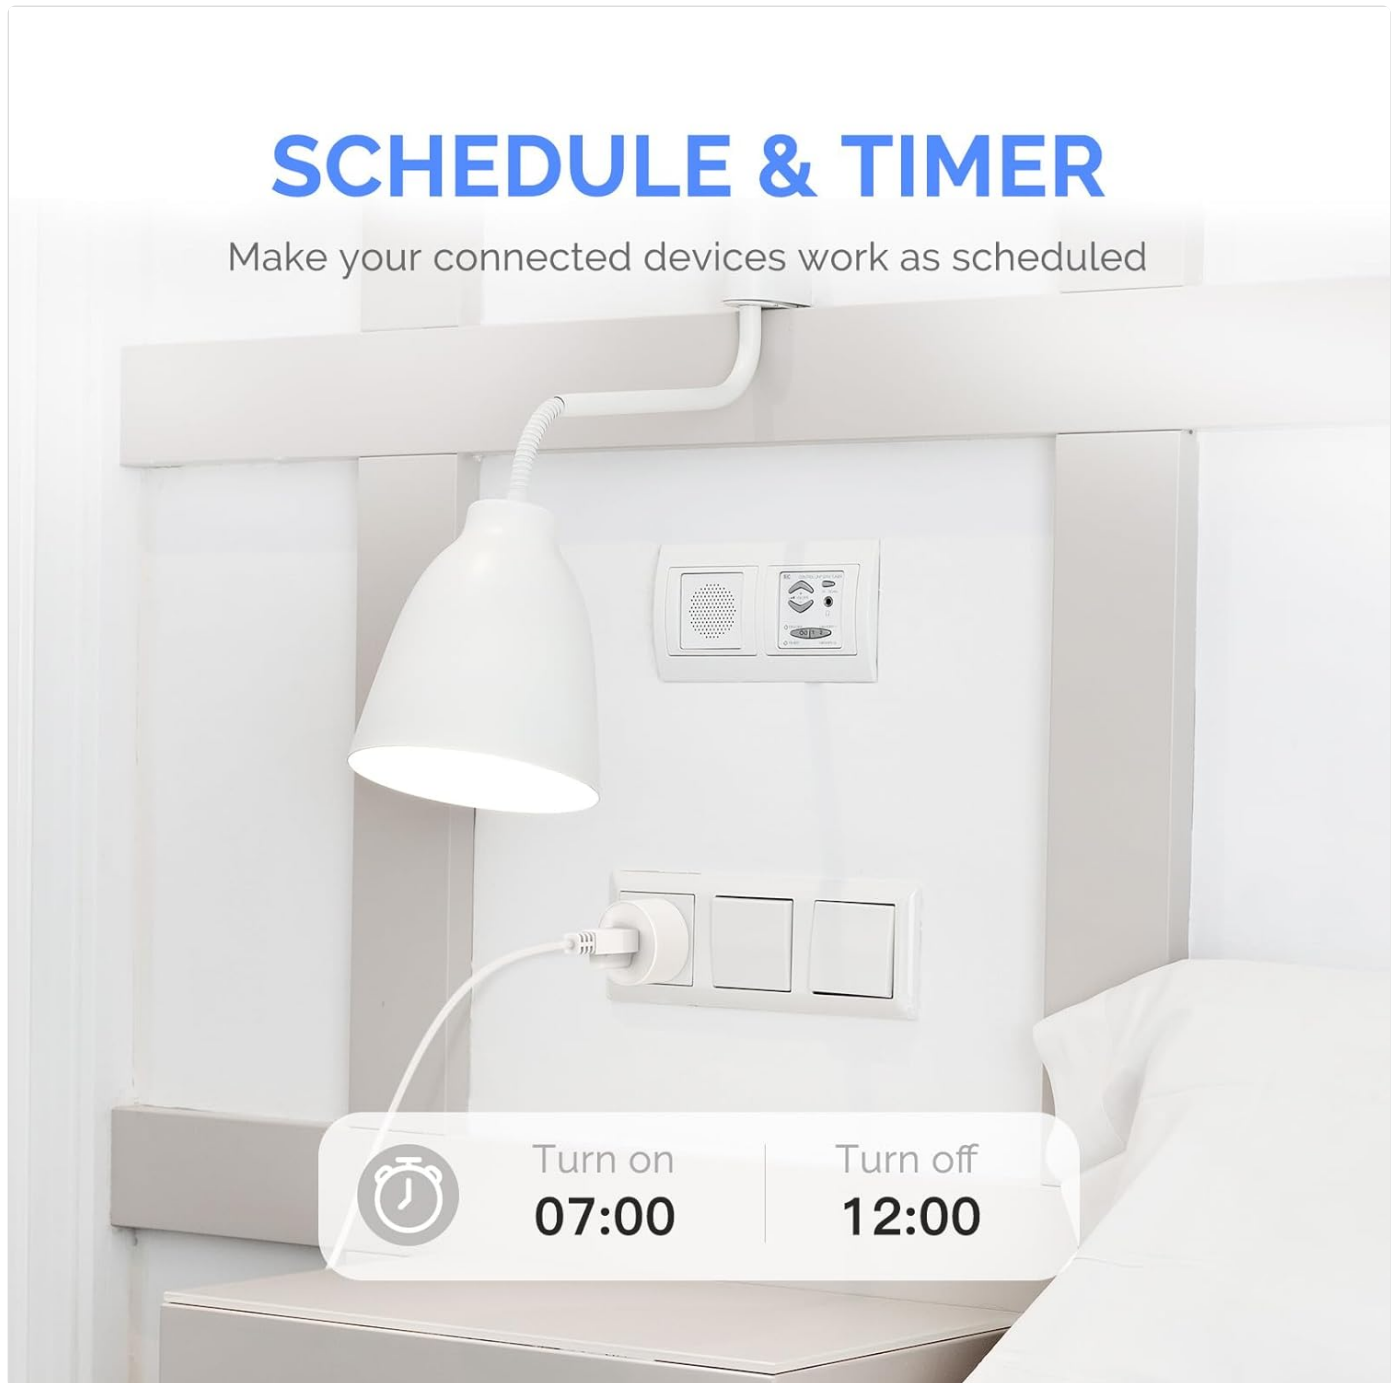 SCHEDULE & TIMER
Make your connected devices work as scheduled
Turn on
Turn off
07:00
12:00